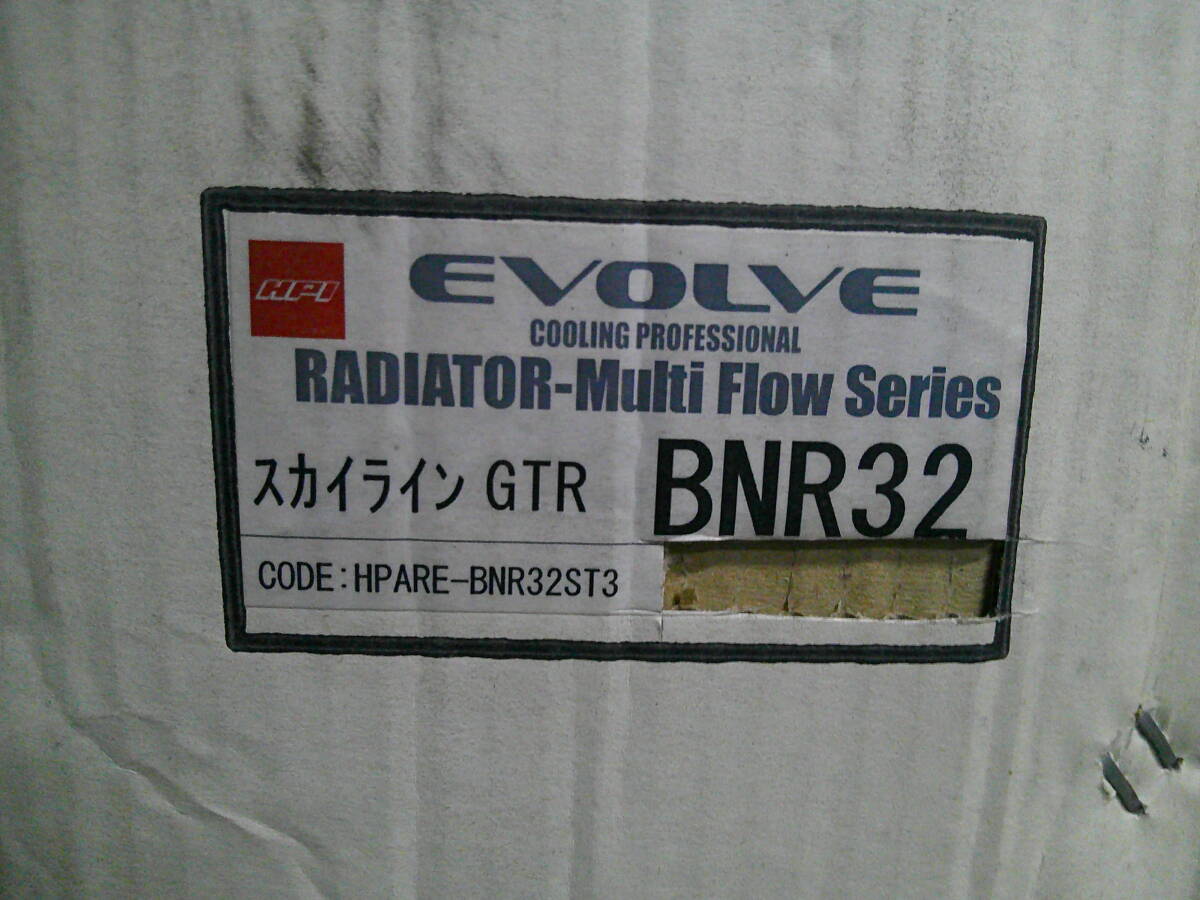 HPI
EVOLVE
COOLING PROFESSIONAL
RADIATOR-Multi Flow Series
スカイライン GTR BNR32
CODE:HPARE-BNR32ST3